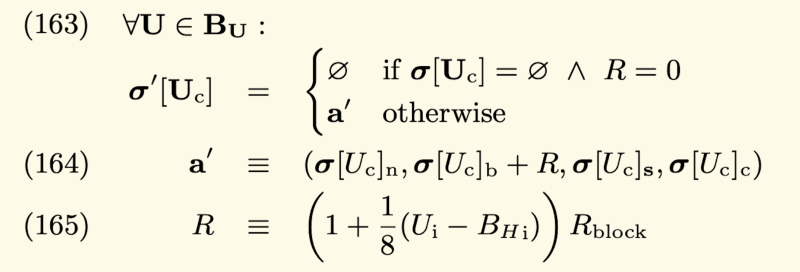 (163) ∀𝐔 ∈ 𝐁_𝐔 :
𝛔′[𝐔_c] = { ∅ if 𝛔[𝐔_c] = ∅ ∧ R = 0
𝐚′ otherwise
(164) 𝐚′ ≡ (𝛔[U_c]_n, 𝛔[U_c]_b + R, 𝛔[U_c]_𝐬, 𝛔[U_c]_c)
(165) R ≡ (1 + 1/8 (U_i − B_{H i})) R_block